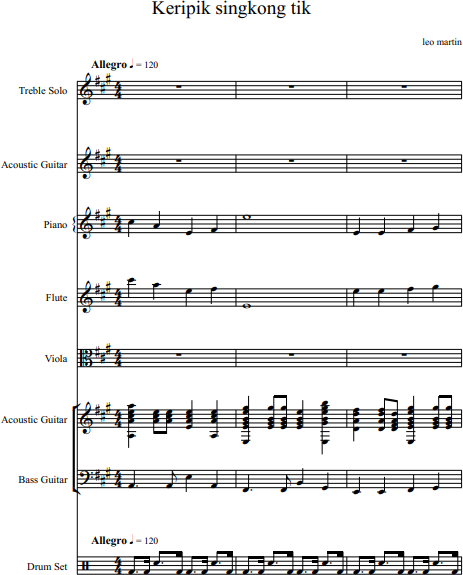 Keripik singkong tik
leo martin
Allegro ♩ = 120
Treble Solo
Acoustic Guitar
Piano
Flute
Viola
Acoustic Guitar
Bass Guitar
Allegro ♩ = 120
Drum Set